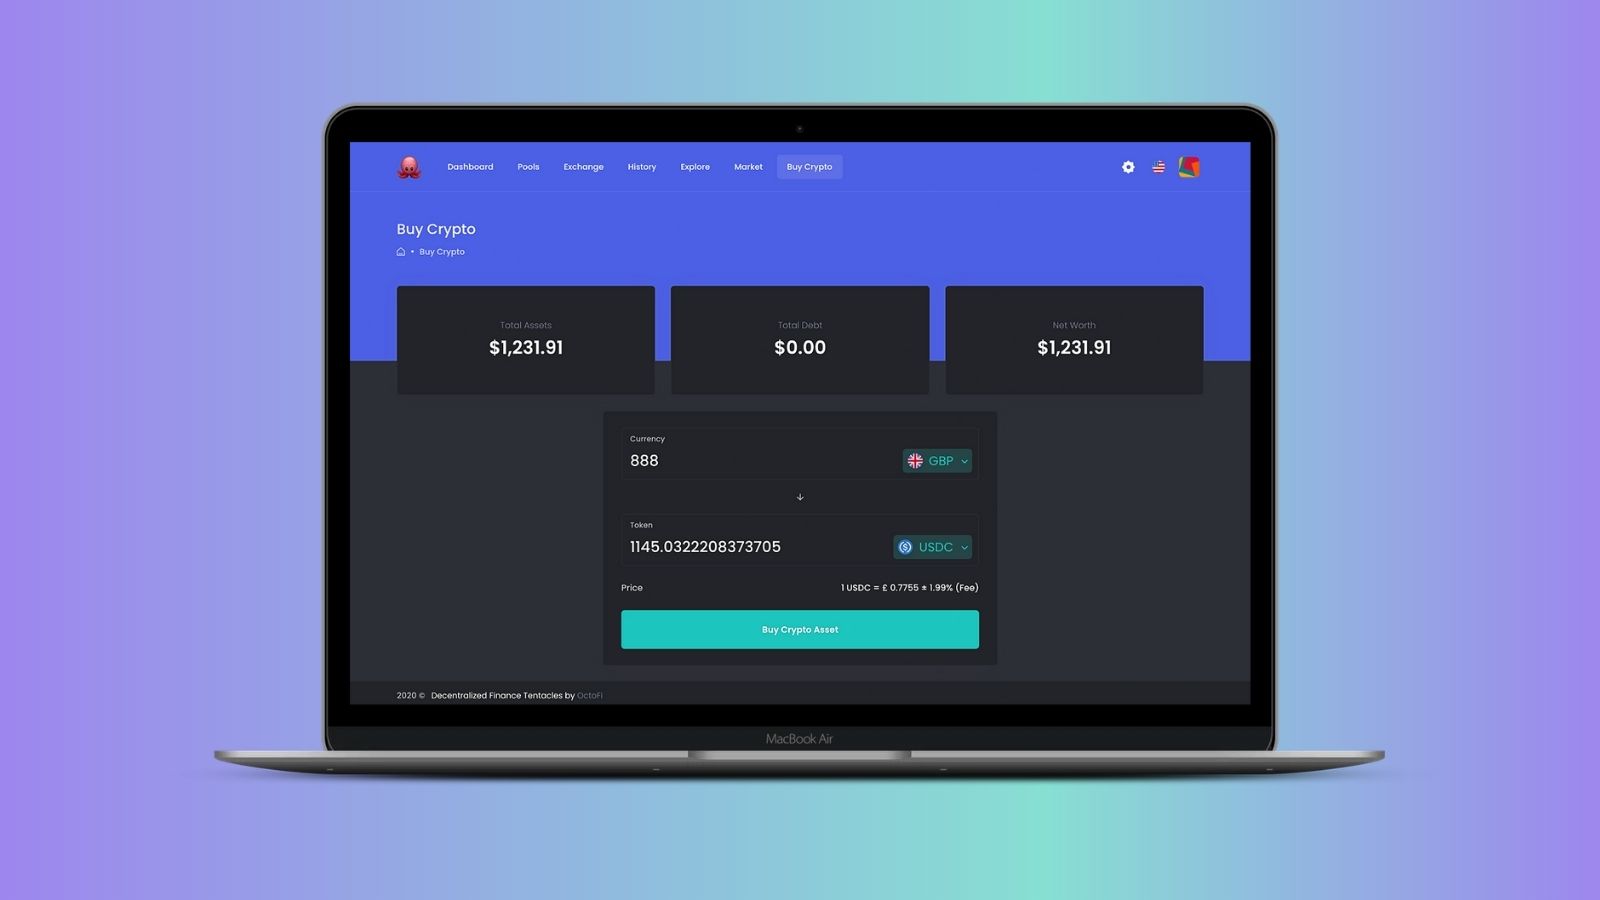 Dashboard Pools Exchange History Explore Market Buy Crypto
Buy Crypto
• Buy Crypto
Total Assets
$1,231.91
Total Debt
$0.00
Net Worth
$1,231.91
Currency
888 GBP
Token
1145.0322208373705 USDC
Price 1 USDC = £ 0.7755 ± 1.99% (Fee)
Buy Crypto Asset
2020 © Decentralized Finance Tentacles by OctoFi
MacBook Air